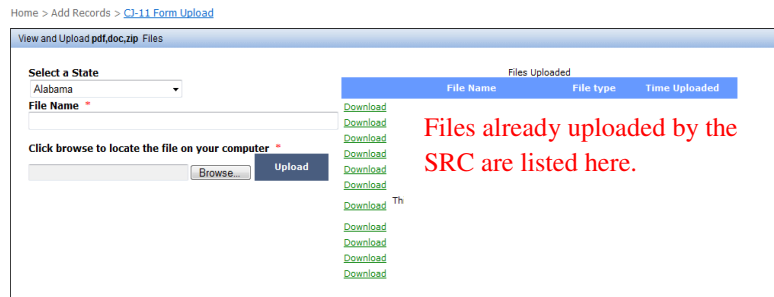 Home > Add Records > CJ-11 Form Upload
View and Upload pdf,doc,zip Files
Select a State
Alabama
File Name *
Click browse to locate the file on your computer *
Browse...
Upload
Files Uploaded
File Name File type Time Uploaded
Download
Download
Download
Download
Download
Download
Download Th
Download
Download
Download
Download
Files already uploaded by the
SRC are listed here.